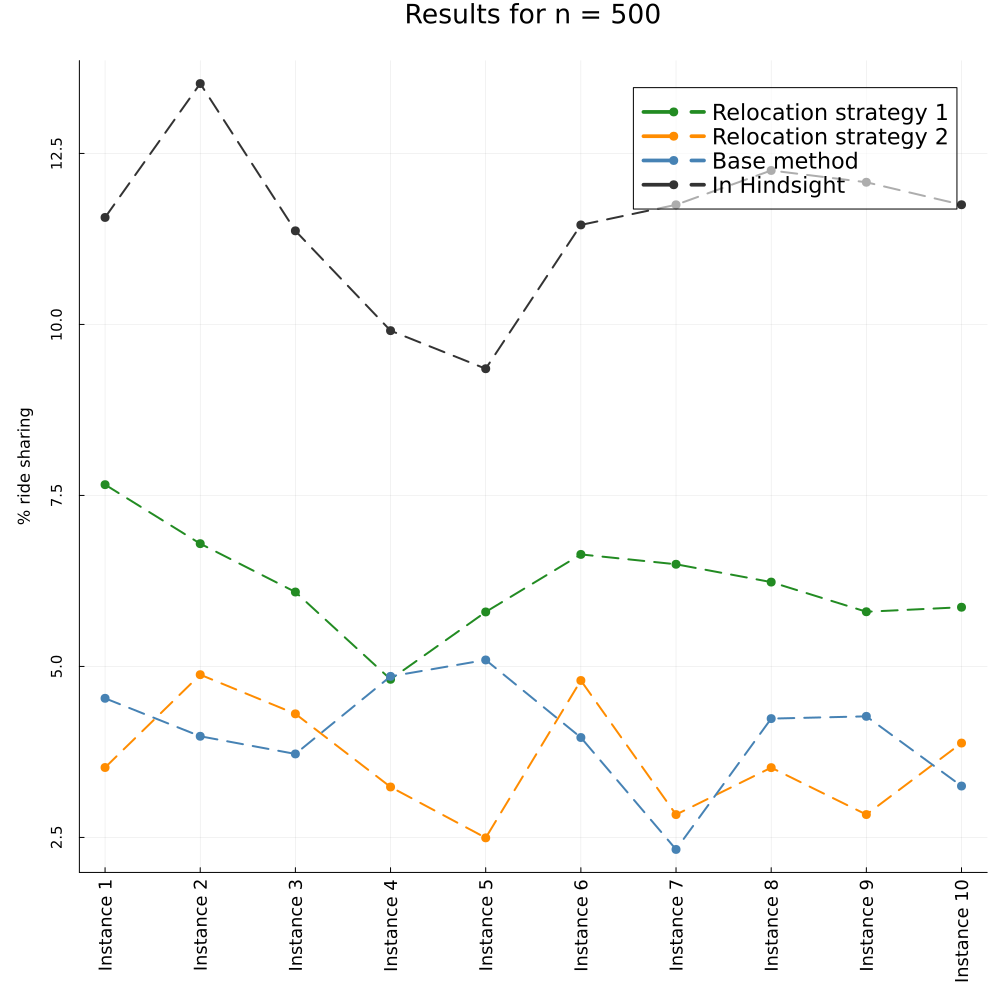 Results for n = 500
Relocation strategy 1
Relocation strategy 2
Base method
In Hindsight
12.5
10.0
7.5
5.0
2.5
% ride sharing
Instance 1
Instance 2
Instance 3
Instance 4
Instance 5
Instance 6
Instance 7
Instance 8
Instance 9
Instance 10